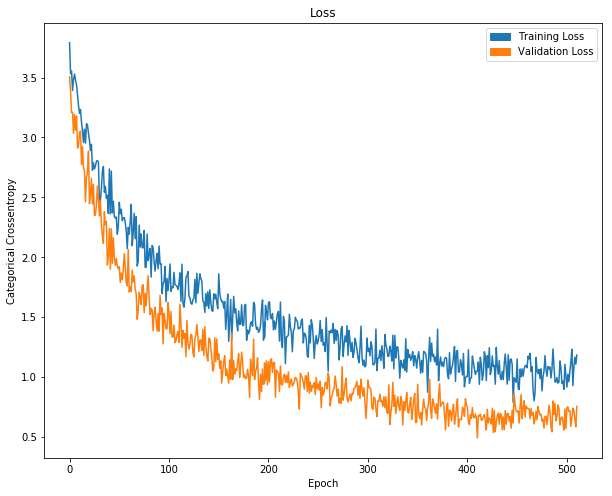 Loss
Training Loss
Validation Loss
Categorical Crossentropy
3.5
3.0
2.5
2.0
1.5
1.0
0.5
0 100 200 300 400 500
Epoch